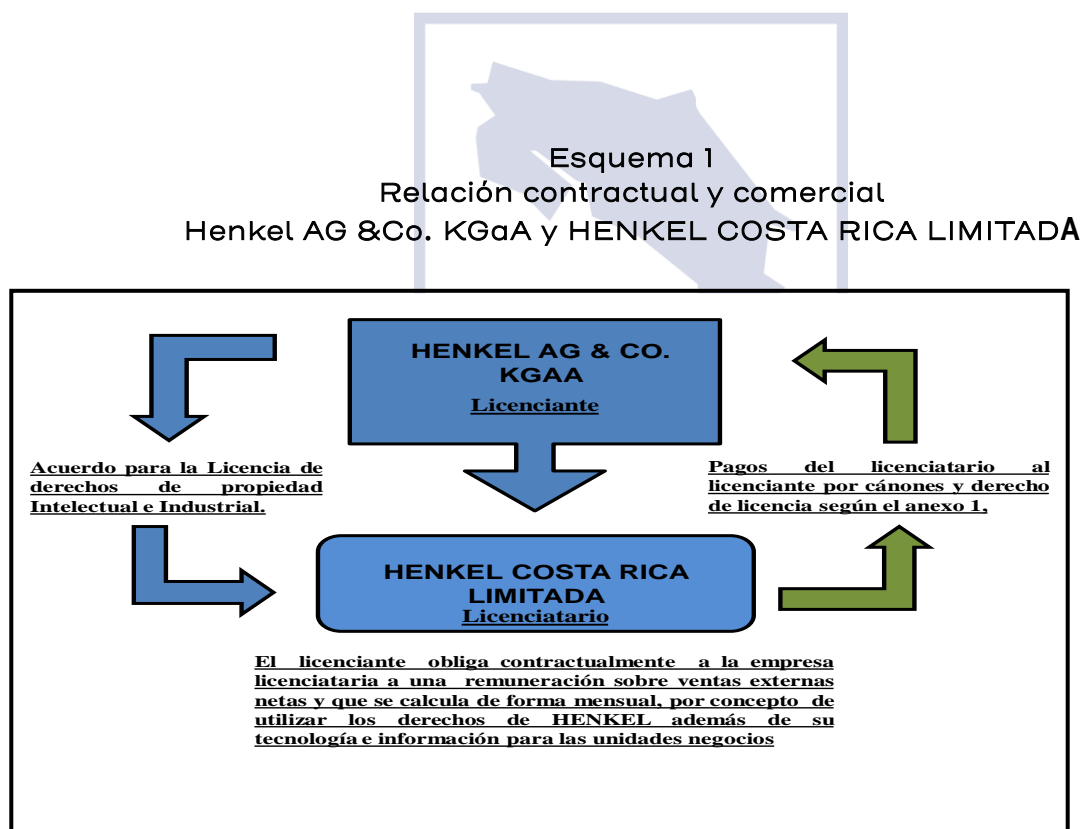 Esquema 1
Relación contractual y comercial
Henkel AG &Co. KGaA y HENKEL COSTA RICA LIMITADA
HENKEL AG & CO.
KGAA
Licenciante
Acuerdo para la Licencia de
derechos de propiedad
Intelectual e Industrial.
Pagos del licenciatario al
licenciante por cánones y derecho
de licencia según el anexo 1,
HENKEL COSTA RICA
LIMITADA
Licenciatario
El licenciante obliga contractualmente a la empresa
licenciataria a una remuneración sobre ventas externas
netas y que se calcula de forma mensual, por concepto de
utilizar los derechos de HENKEL además de su
tecnología e información para las unidades negocios